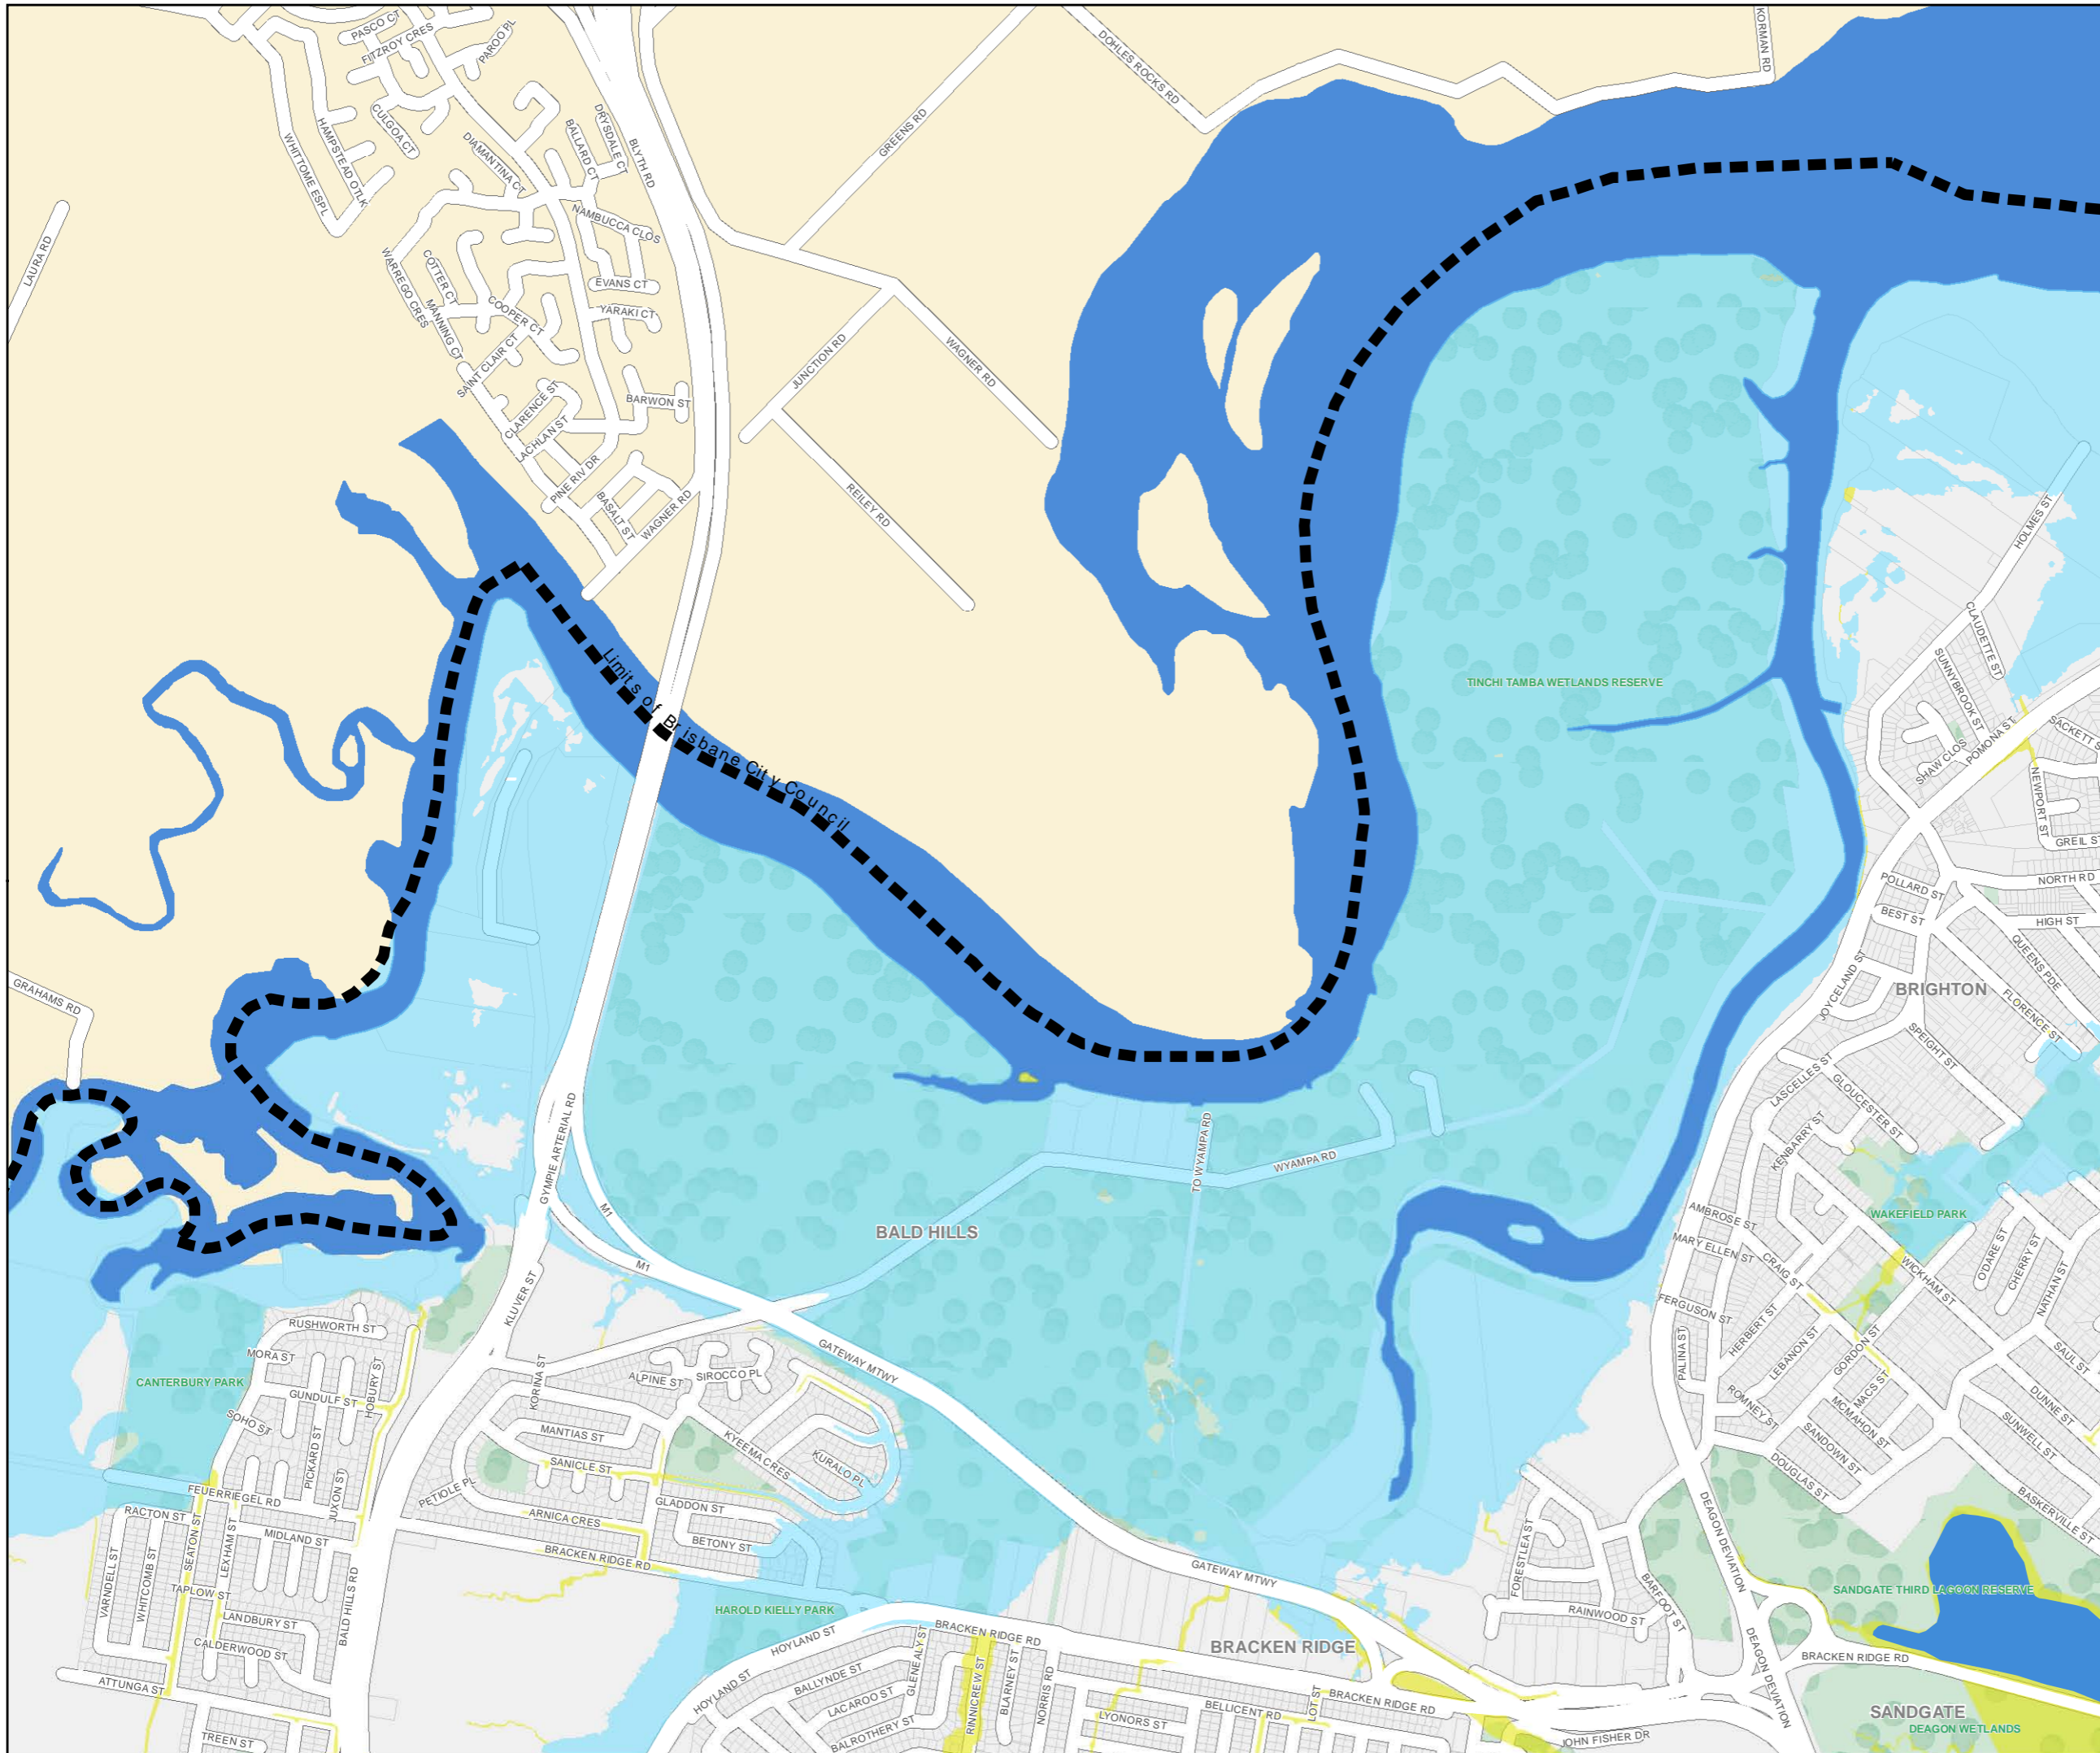 PASCO CT
FITZROY CRES
PAROO PL
DOHLES ROCKS RD
KORMAN RD
CULGOA CT
HAMPSTEAD OTLK
WHITTOME ESPL
DIAMANTINA CT
BALLARD CT
DRYSDALE CT
BLYTH RD
GREENS RD
NAMBUCCA CLOS
LAURA RD
WARREGO CRES
COTTER CT
MANNING CT
COOPER CT
EVANS CT
YARAKI CT
SAINT CLAIR CT
JUNCTION RD
WAGNER RD
BARWON ST
CLARENCE ST
LACHLAN ST
PINE RIV DR
BASALT ST
WAGNER RD
REILEY RD
HOLMES ST
CLAUDETTE ST
SUNNYBROOK ST
Limits of Brisbane City Council
TINCHI TAMBA WETLANDS RESERVE
SHAW CLOS
POMONA ST
SACKETT S
NEWPORT ST
GREIL ST
POLLARD ST
NORTH RD
BEST ST
HIGH ST
QUEENS PDE
JOYCELAND ST
BRIGHTON
FLORENCE ST
SPEIGHT ST
GRAHAMS RD
LASCELLES ST
GLOUCESTER ST
KENBARRY ST
GYMPIE ARTERIAL RD
TO WYAMPA RD
WYAMPA RD
M1
BALD HILLS
AMBROSE ST
WAKEFIELD PARK
MARY ELLEN ST
CRAIG ST
WICKHAM ST
O'DARE ST
CHERRY ST
NATHAN ST
M1
KLUVER ST
FERGUSON ST
HERBERT ST
PALINA ST
LEBANON ST
GORDON ST
SAUL ST
RUSHWORTH ST
MORA ST
GATEWAY MTWY
CANTERBURY PARK
GUNDULF ST
HOBURY ST
KORINA ST
ALPINE ST
SIROCCO PL
ROMNEY ST
MACS ST
MCMAHON ST
DUNNE ST
SUNWELL ST
SOHO ST
PICKARD ST
MANTIAS ST
KYEEMA CRES
KURALO PL
SANDOWN ST
DOUGLAS ST
SANICLE ST
FEUERRIEGEL RD
LUXON ST
PETIOLE PL
GLADDON ST
BASKERVILLE ST
RACTON ST
ARNICA CRES
BETONY ST
DEAGON DEVIATION
SEATON ST
LEXHAM ST
MIDLAND ST
BRACKEN RIDGE RD
GATEWAY MTWY
FORESTLEA ST
BARFOOT ST
VARNDELL ST
WHITCOMB ST
TAPLOW ST
BALD HILLS RD
SANDGATE THIRD LAGOON RESERVE
HAROLD KIELLY PARK
RAINWOOD ST
LANDBURY ST
HOYLAND ST
BRACKEN RIDGE RD
BRACKEN RIDGE
DEAGON DEVIATION
CALDERWOOD ST
GLENEALY ST
BRACKEN RIDGE RD
ATTUNGA ST
HOYLAND ST
BALLYNDE ST
RINNICREW ST
BLARNEY ST
NORRIS RD
LACAROO ST
BELLICENT RD
LOT ST
BRACKEN RIDGE RD
SANDGATE
TREEN ST
BALROTHERY ST
LYONORS ST
JOHN FISHER DR
DEAGON WETLANDS